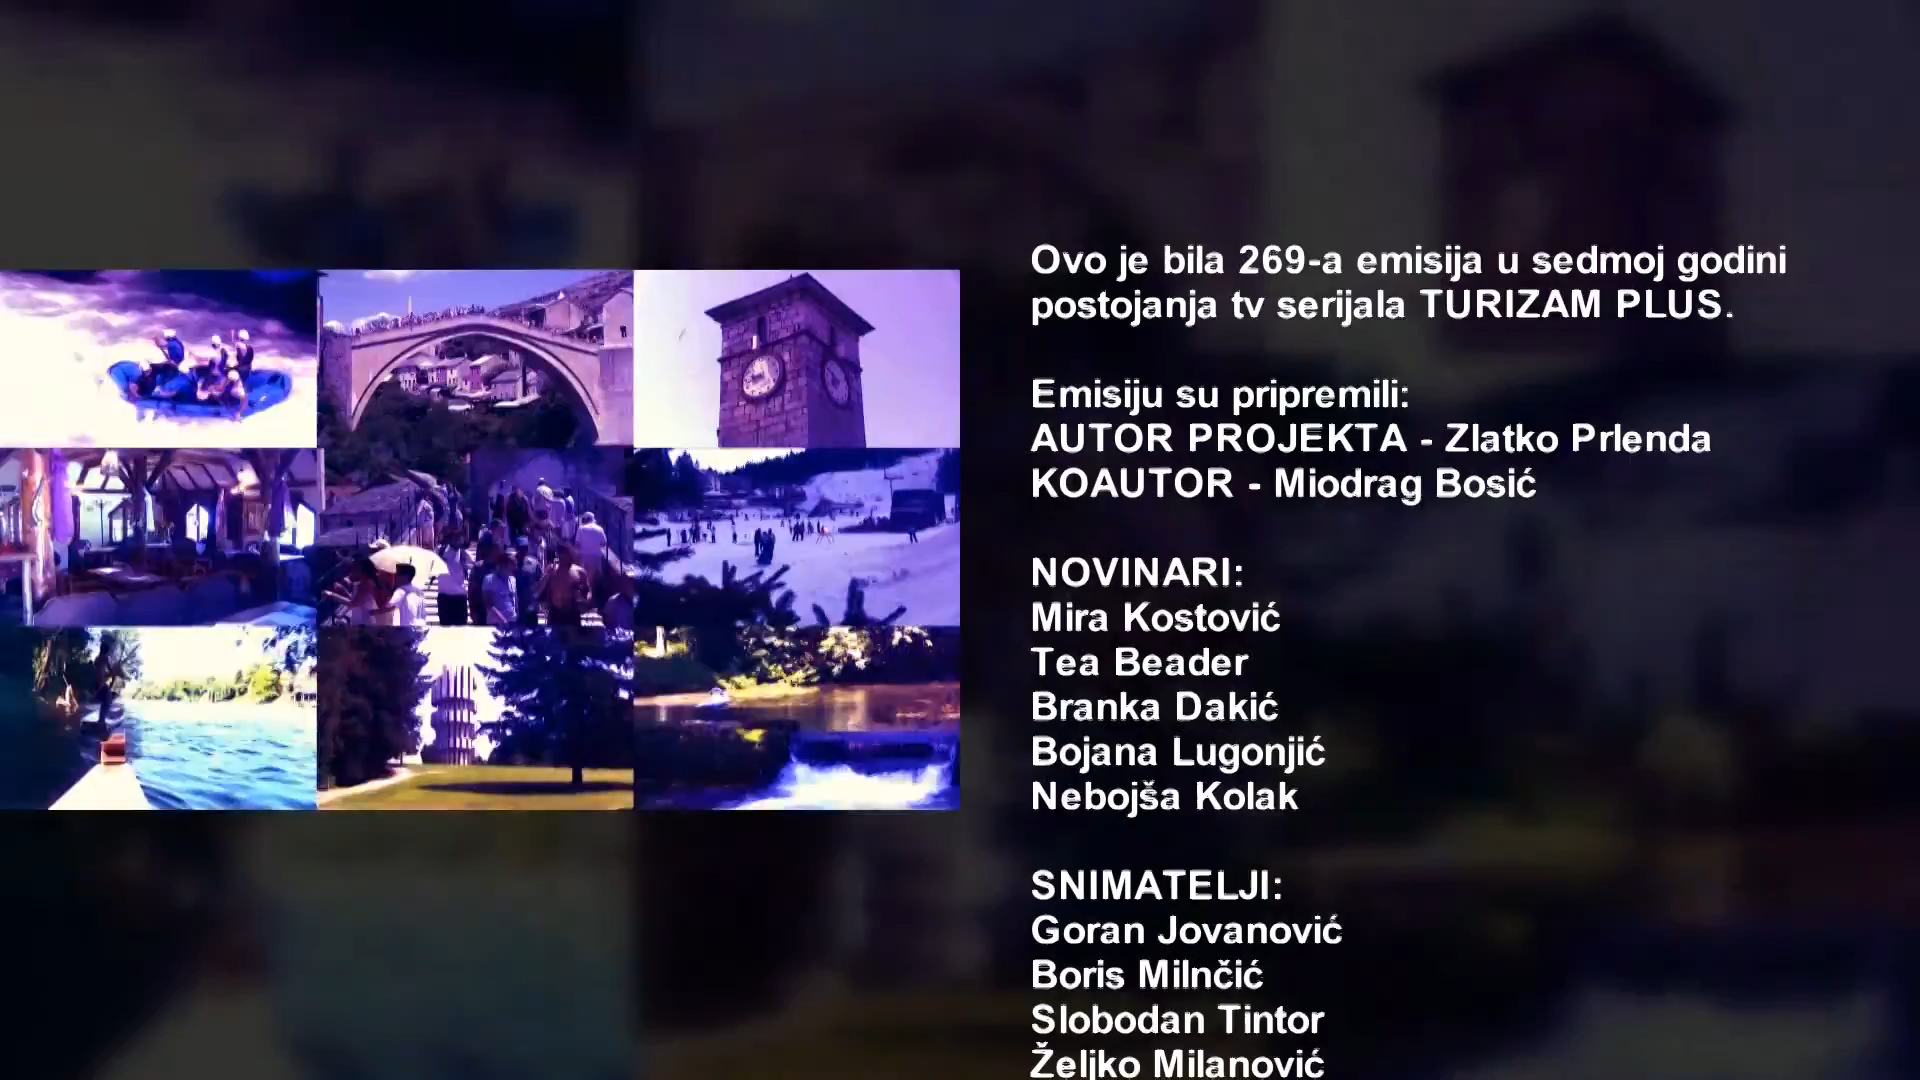 Ovo je bila 269-a emisija u sedmoj godini
postojanja tv serijala TURIZAM PLUS.
Emisiju su pripremili:
AUTOR PROJEKTA - Zlatko Prlenda
KOAUTOR - Miodrag Bosić
NOVINARI:
Mira Kostović
Tea Beader
Branka Dakić
Bojana Lugonjić
Nebojša Kolak
SNIMATELJI:
Goran Jovanović
Boris Milnčić
Slobodan Tintor
Željko Milanović